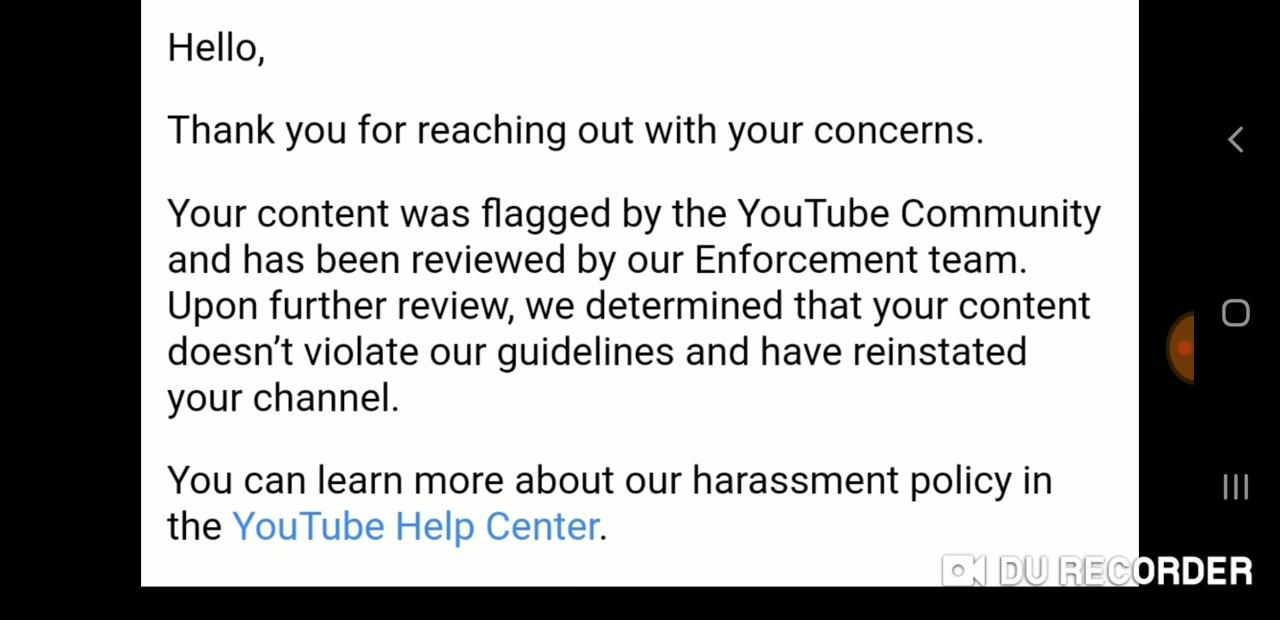 Hello,
Thank you for reaching out with your concerns.
Your content was flagged by the YouTube Community
and has been reviewed by our Enforcement team.
Upon further review, we determined that your content
doesn’t violate our guidelines and have reinstated
your channel.
You can learn more about our harassment policy in
the YouTube Help Center.
DU RECORDER